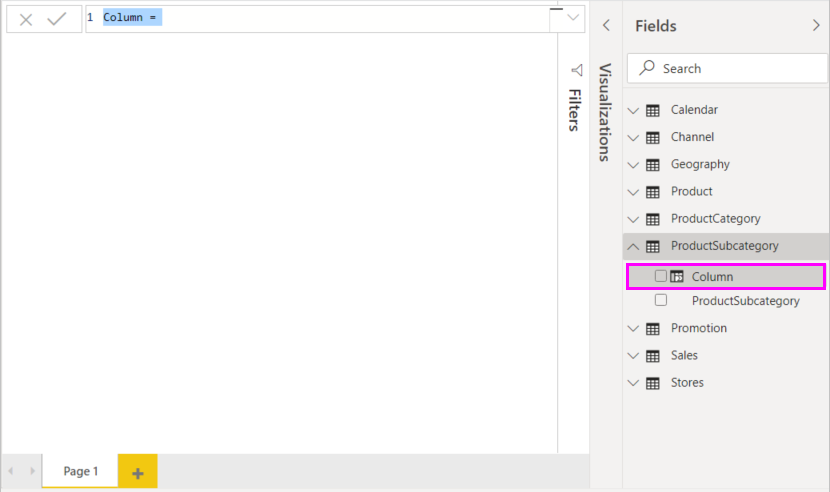 1 Column =
Filters
Visualizations
Fields
Search
Calendar
Channel
Geography
Product
ProductCategory
ProductSubcategory
Column
ProductSubcategory
Promotion
Sales
Stores
Page 1